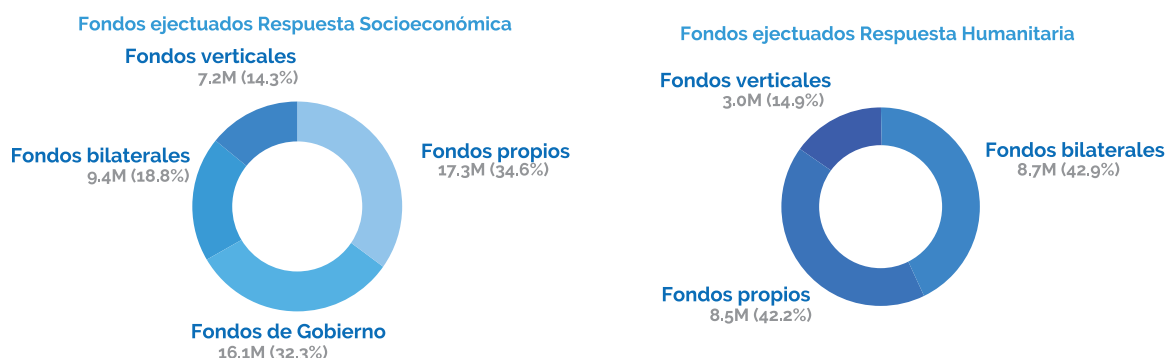 Fondos ejectuados Respuesta Socioeconómica
Fondos verticales
7.2M (14.3%)
Fondos bilaterales
9.4M (18.8%)
Fondos propios
17.3M (34.6%)
Fondos de Gobierno
16.1M (32.3%)
Fondos ejectuados Respuesta Humanitaria
Fondos verticales
3.0M (14.9%)
Fondos bilaterales
8.7M (42.9%)
Fondos propios
8.5M (42.2%)